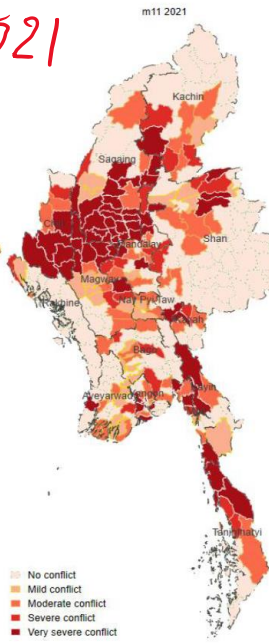 2021
m11 2021
Kachin
Sagaing
Chin
Mandalay
Shan
Magway
Nay Pyi Taw
Rakhine
Kayah
Bago
Ayeyarwady
Yangon
Kayin
Tanintharyi
No conflict
Mild conflict
Moderate conflict
Severe conflict
Very severe conflict